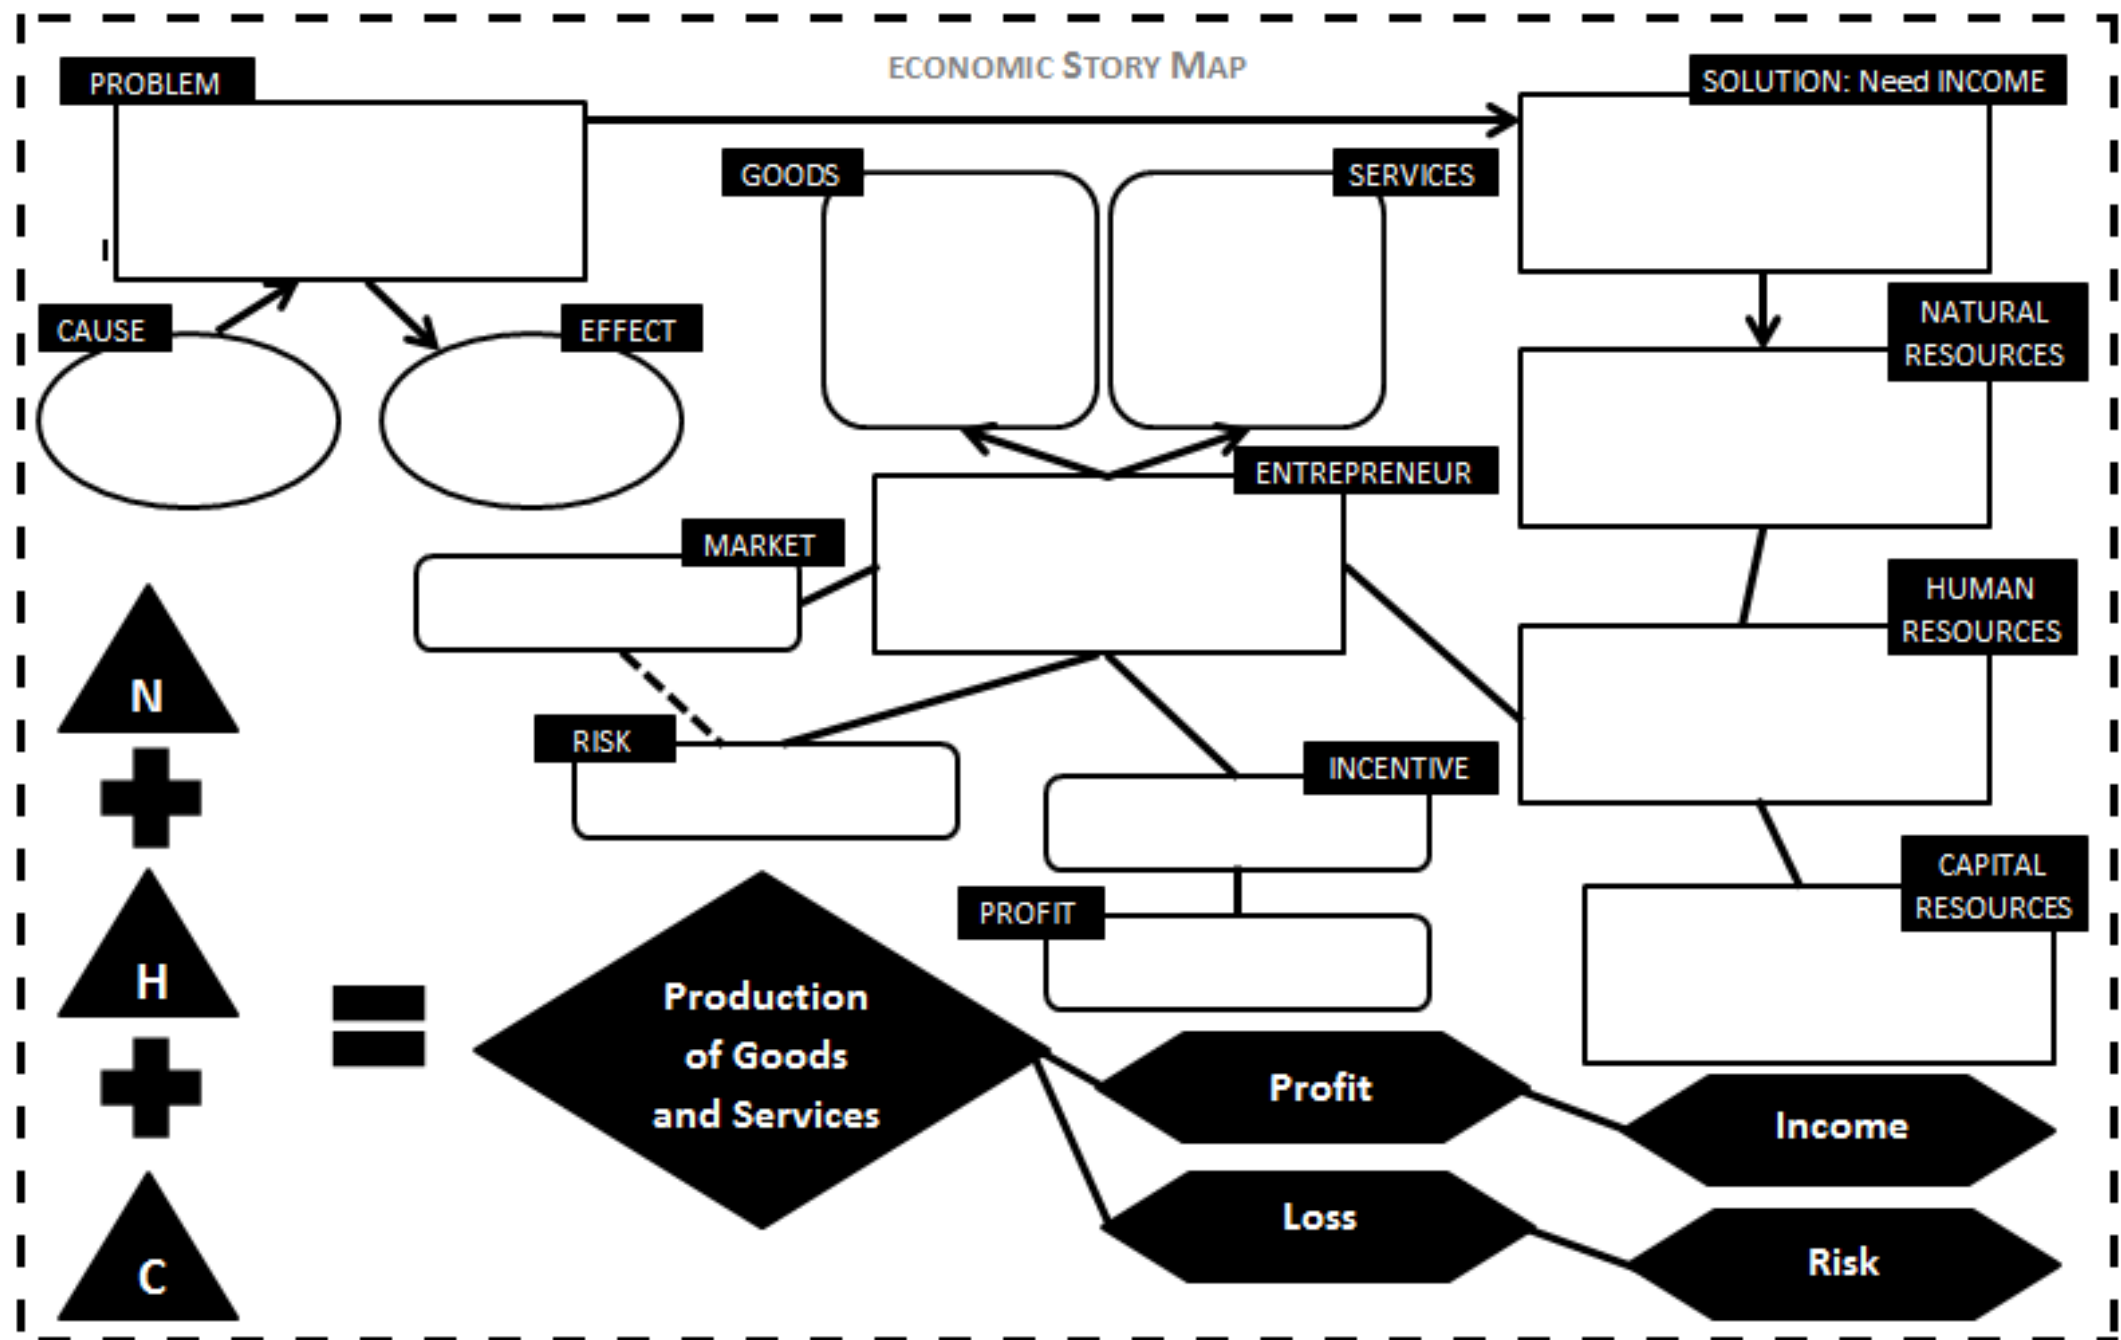 ECONOMIC STORY MAP
PROBLEM
SOLUTION: Need INCOME
GOODS
SERVICES
CAUSE
EFFECT
NATURAL
RESOURCES
ENTREPRENEUR
MARKET
HUMAN
RESOURCES
RISK
INCENTIVE
CAPITAL
RESOURCES
PROFIT
N
H
C
Production
of Goods
and Services
Profit
Income
Loss
Risk